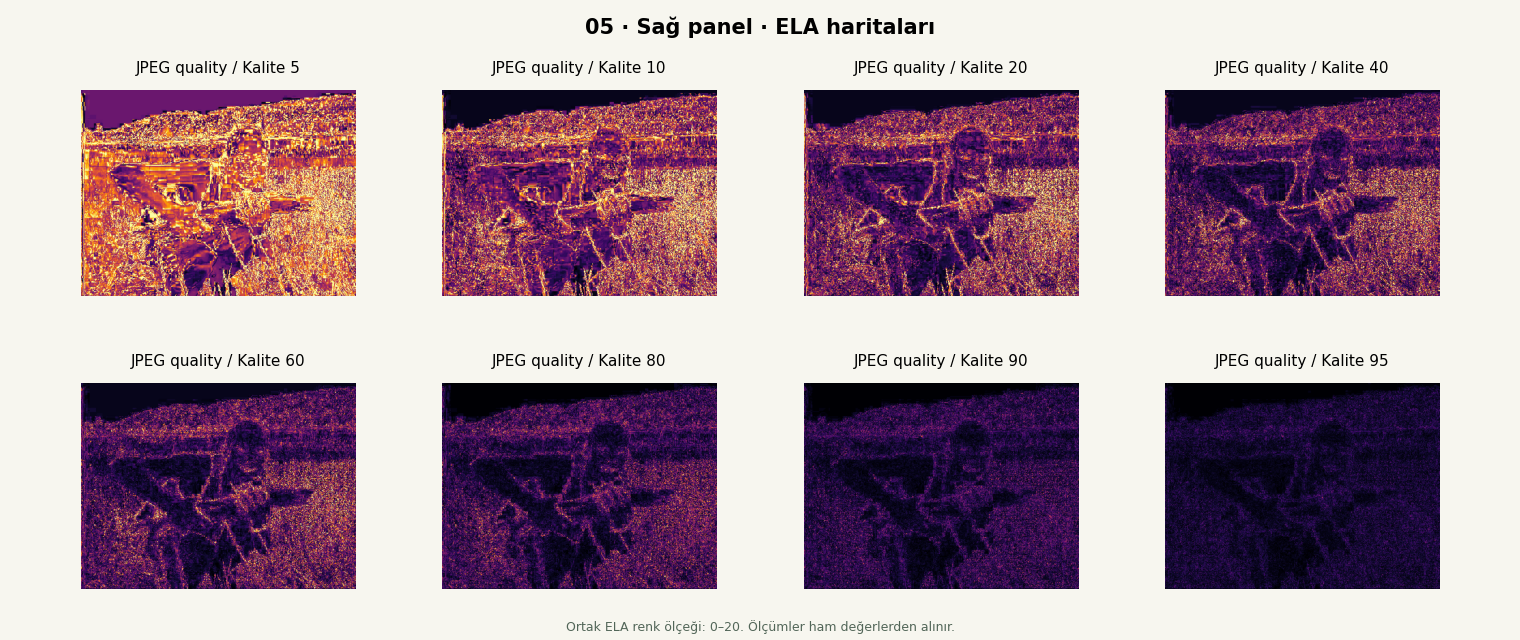 05 · Sağ panel · ELA haritaları
JPEG quality / Kalite 5
JPEG quality / Kalite 10
JPEG quality / Kalite 20
JPEG quality / Kalite 40
JPEG quality / Kalite 60
JPEG quality / Kalite 80
JPEG quality / Kalite 90
JPEG quality / Kalite 95
Ortak ELA renk ölçeği: 0–20. Ölçümler ham değerlerden alınır.